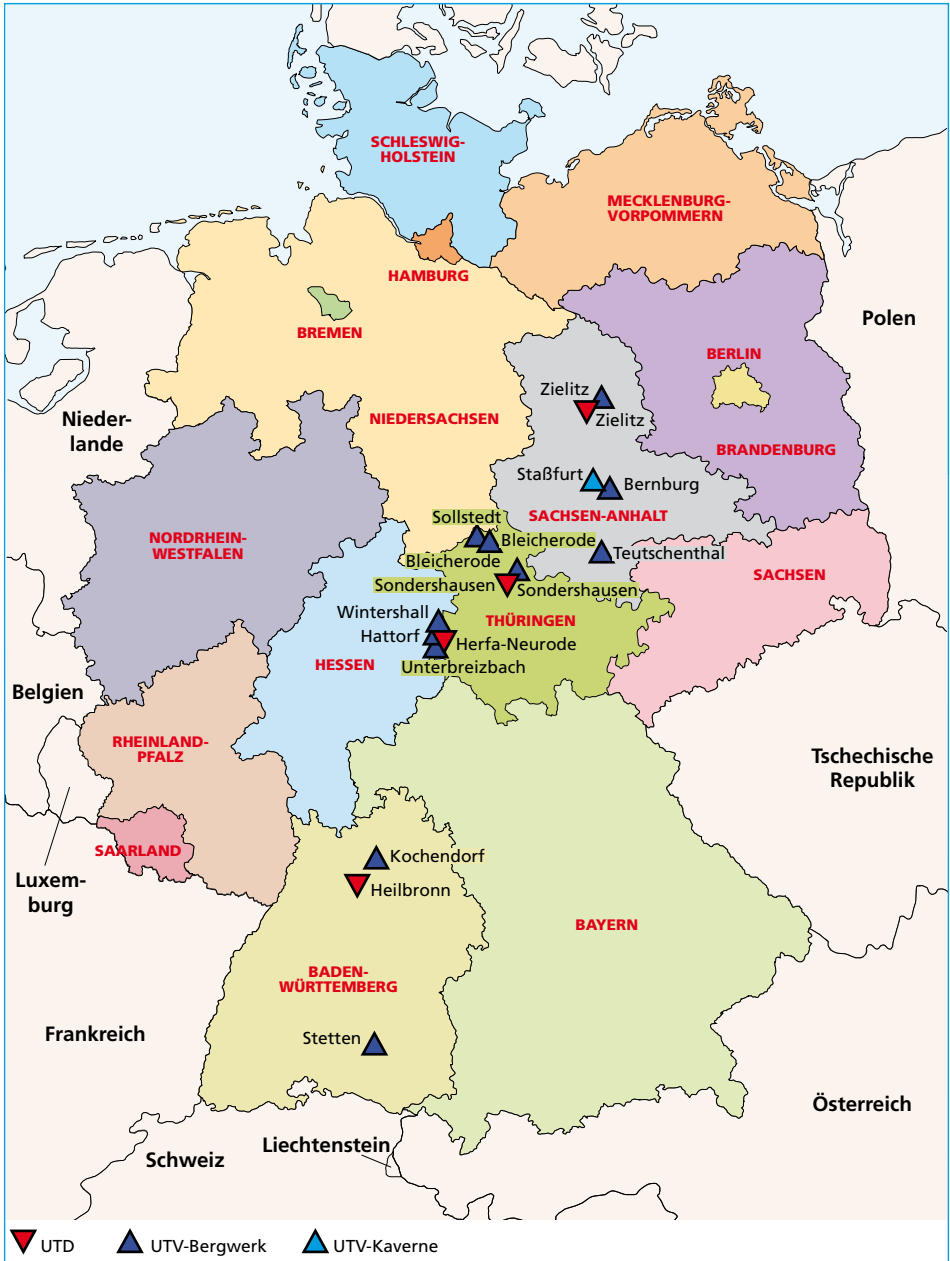 SCHLESWIG-
HOLSTEIN
MECKLENBURG-
VORPOMMERN
HAMBURG
BREMEN
Polen
BERLIN
Nieder-
lande
NIEDERSACHSEN
Zielitz
Zielitz
BRANDENBURG
Staßfurt
Bernburg
Sollstedt
SACHSEN-ANHALT
NORDRHEIN-
WESTFALEN
Bleicherode
Teutschenthal
Bleicherode
SACHSEN
Sondershausen
Sondershausen
Wintershall
THÜRINGEN
Hattorf
Herfa-Neurode
HESSEN
Unterbreizbach
Belgien
RHEINLAND-
PFALZ
Tschechische
Republik
SAARLAND
Kochendorf
Luxem-
burg
Heilbronn
BAYERN
BADEN-
WÜRTTEMBERG
Frankreich
Stetten
Österreich
Liechtenstein
Schweiz
UTD
UTV-Bergwerk
UTV-Kaverne